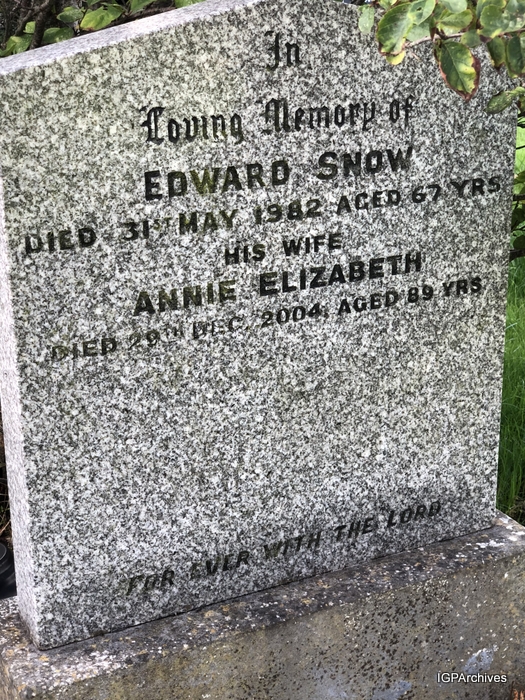 In
Loving Memory of
EDWARD SNOW
DIED 31ST MAY 1982 AGED 67 YRS
HIS WIFE
ANNIE ELIZABETH
DIED 29TH DEC. 2004, AGED 89 YRS
FOR EVER WITH THE LORD
IGPArchives